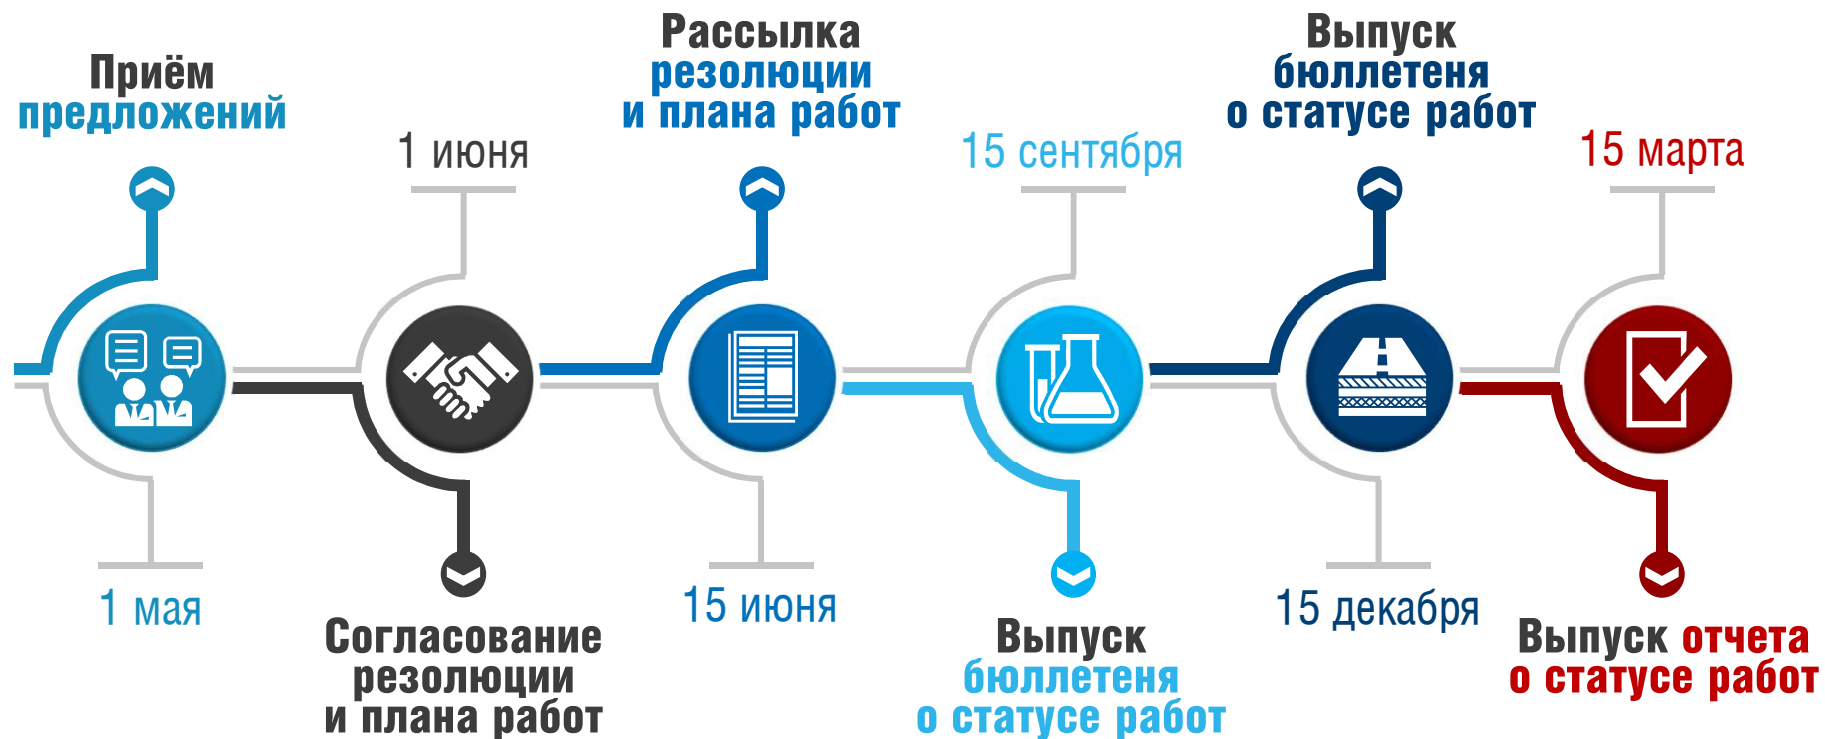 Приём
предложений
1 мая
1 июня
Согласование
резолюции
и плана работ
Рассылка
резолюции
и плана работ
15 июня
15 сентября
Выпуск
бюллетеня
о статусе работ
Выпуск
бюллетеня
о статусе работ
15 декабря
15 марта
Выпуск отчета
о статусе работ